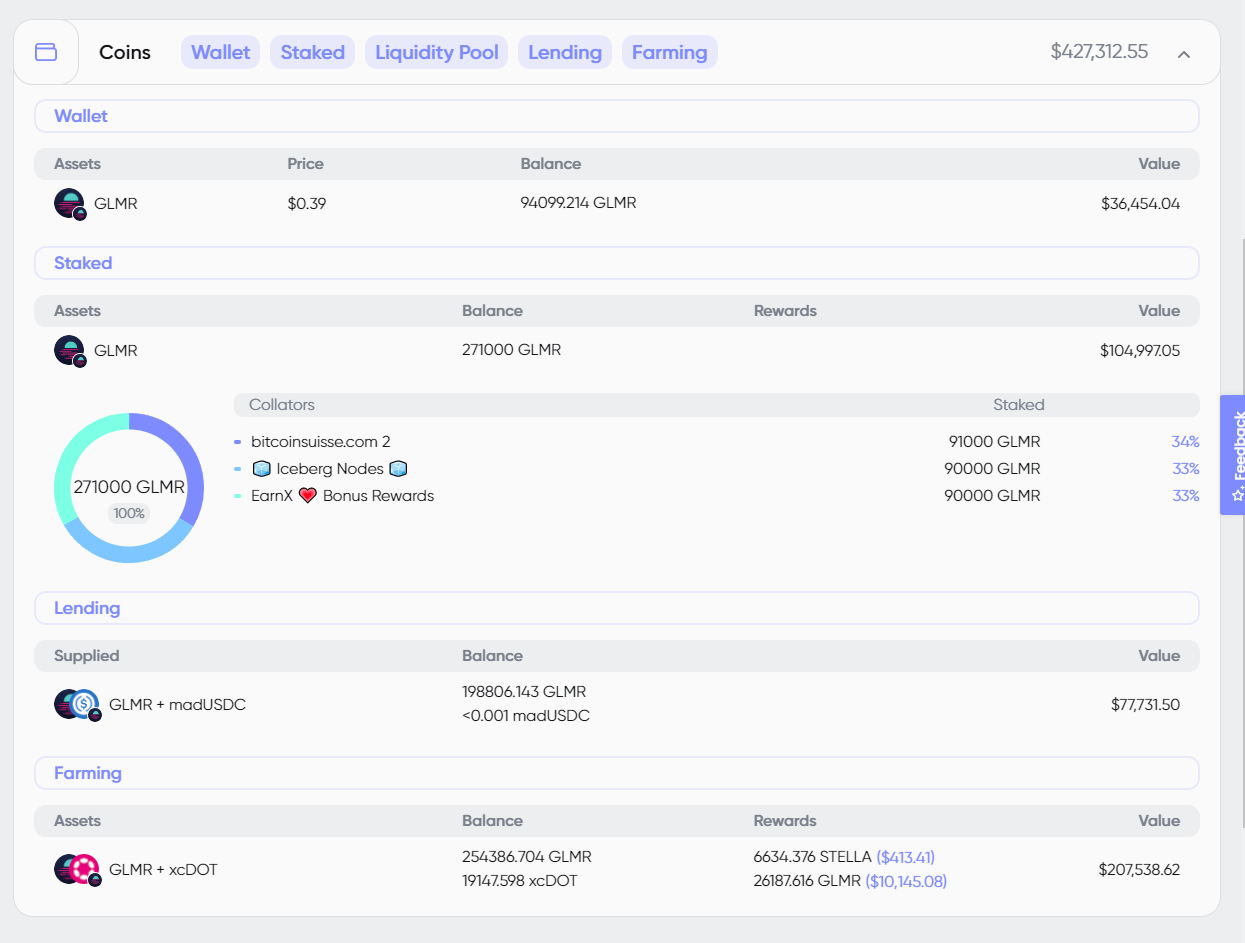 Coins Wallet Staked Liquidity Pool Lending Farming $427,312.55
Wallet
Assets Price Balance Value
GLMR $0.39 94099.214 GLMR $36,454.04
Staked
Assets Balance Rewards Value
GLMR 271000 GLMR $104,997.05
Collators Staked
bitcoinsuisse.com 2 91000 GLMR 34%
🧊 Iceberg Nodes 🧊 90000 GLMR 33%
EarnX ❤️ Bonus Rewards 90000 GLMR 33%
271000 GLMR
100%
Feedback
Lending
Supplied Balance Value
GLMR + madUSDC 198806.143 GLMR $77,731.50
<0.001 madUSDC
Farming
Assets Balance Rewards Value
GLMR + xcDOT 254386.704 GLMR 6634.376 STELLA ($413.41) $207,538.62
19147.598 xcDOT 26187.616 GLMR ($10,145.08)